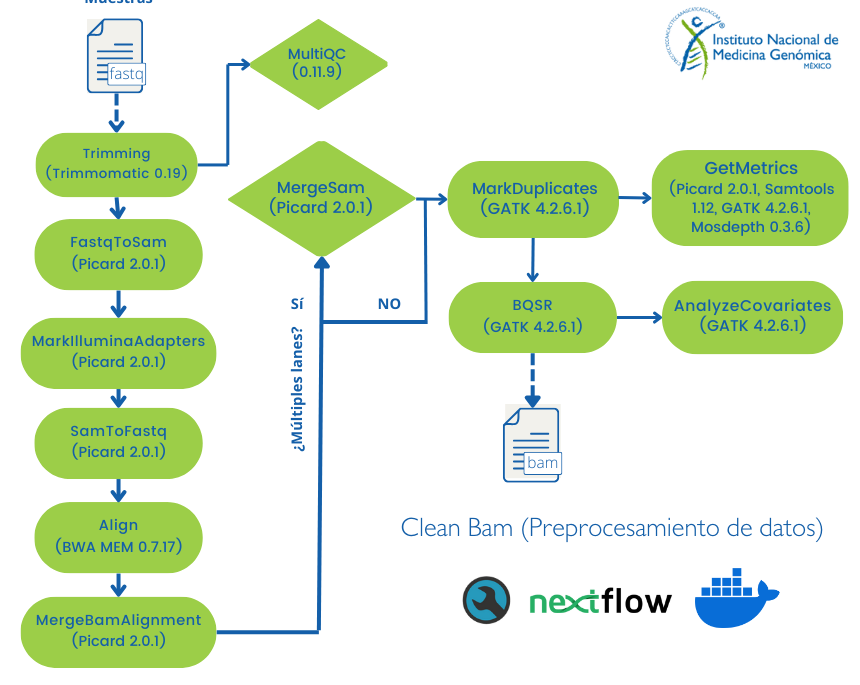 Muestras
fastq
MultiQC
(0.11.9)
Instituto Nacional de
Medicina Genómica
MÉXICO
Trimming
(Trimmomatic 0.19)
MergeSam
(Picard 2.0.1)
MarkDuplicates
(GATK 4.2.6.1)
GetMetrics
(Picard 2.0.1, Samtools
1.12, GATK 4.2.6.1,
Mosdepth 0.3.6)
FastqToSam
(Picard 2.0.1)
Sí
NO
¿Múltiples lanes?
BQSR
(GATK 4.2.6.1)
AnalyzeCovariates
(GATK 4.2.6.1)
MarkIlluminaAdapters
(Picard 2.0.1)
SamToFastq
(Picard 2.0.1)
bam
Align
(BWA MEM 0.7.17)
Clean Bam (Preprocesamiento de datos)
MergeBamAlignment
(Picard 2.0.1)
nextflow